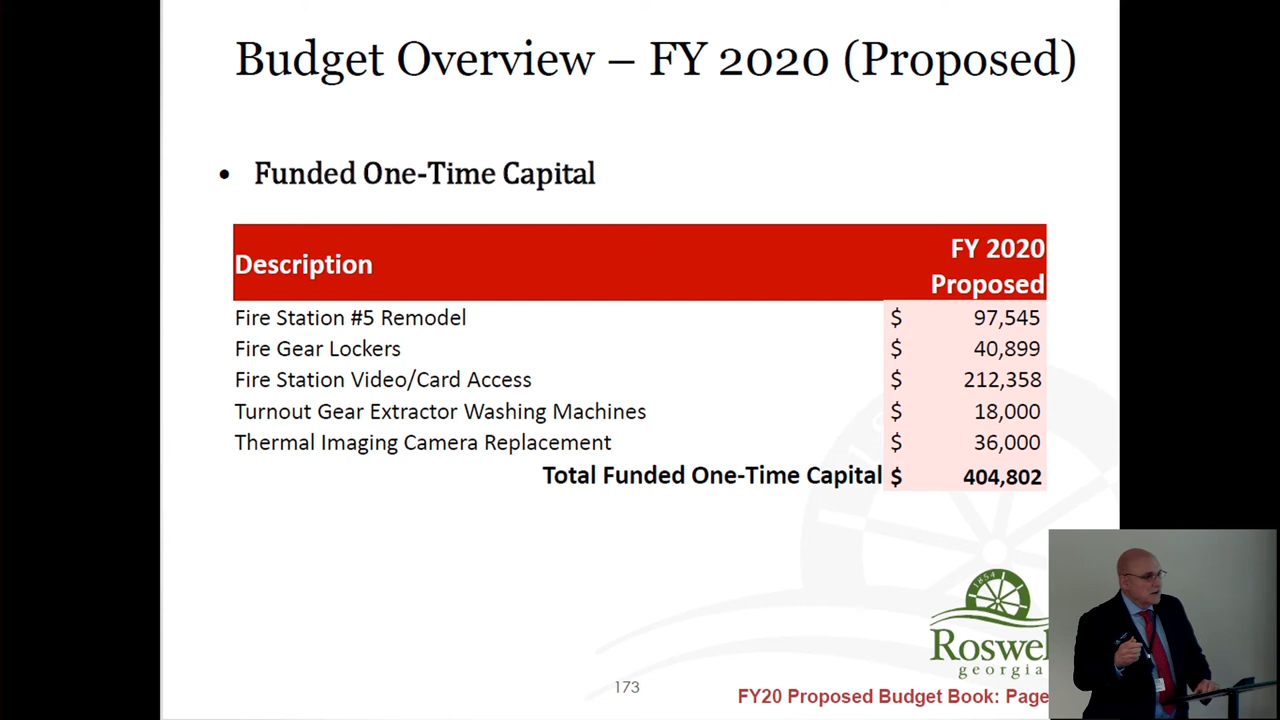 Budget Overview – FY 2020 (Proposed)
• Funded One-Time Capital
Description FY 2020 Proposed
Fire Station #5 Remodel $ 97,545
Fire Gear Lockers $ 40,899
Fire Station Video/Card Access $ 212,358
Turnout Gear Extractor Washing Machines $ 18,000
Thermal Imaging Camera Replacement $ 36,000
Total Funded One-Time Capital $ 404,802
1854
georgia
173
FY20 Proposed Budget Book: Page